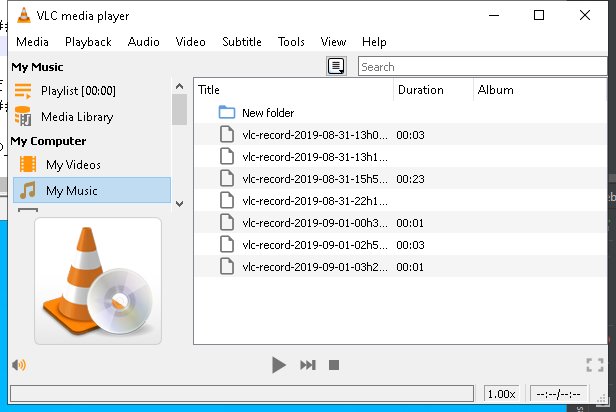 VLC media player
Media Playback Audio Video Subtitle Tools View Help
My Music
Search
Playlist [00:00]
Media Library
My Computer
My Videos
My Music
Title Duration Album
New folder
vlc-record-2019-08-31-13h0... 00:03
vlc-record-2019-08-31-13h1...
vlc-record-2019-08-31-15h5... 00:23
vlc-record-2019-08-31-22h1...
vlc-record-2019-09-01-00h3... 00:01
vlc-record-2019-09-01-02h5... 00:03
vlc-record-2019-09-01-03h2... 00:01
1.00x --:--/--:--